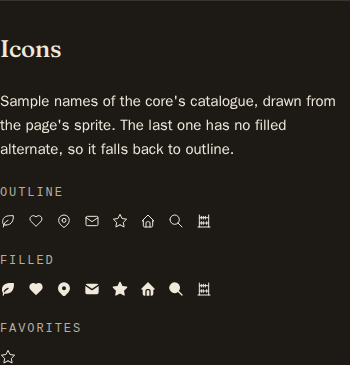 Icons
Sample names of the core's catalogue, drawn from
the page's sprite. The last one has no filled
alternate, so it falls back to outline.
OUTLINE
FILLED
FAVORITES